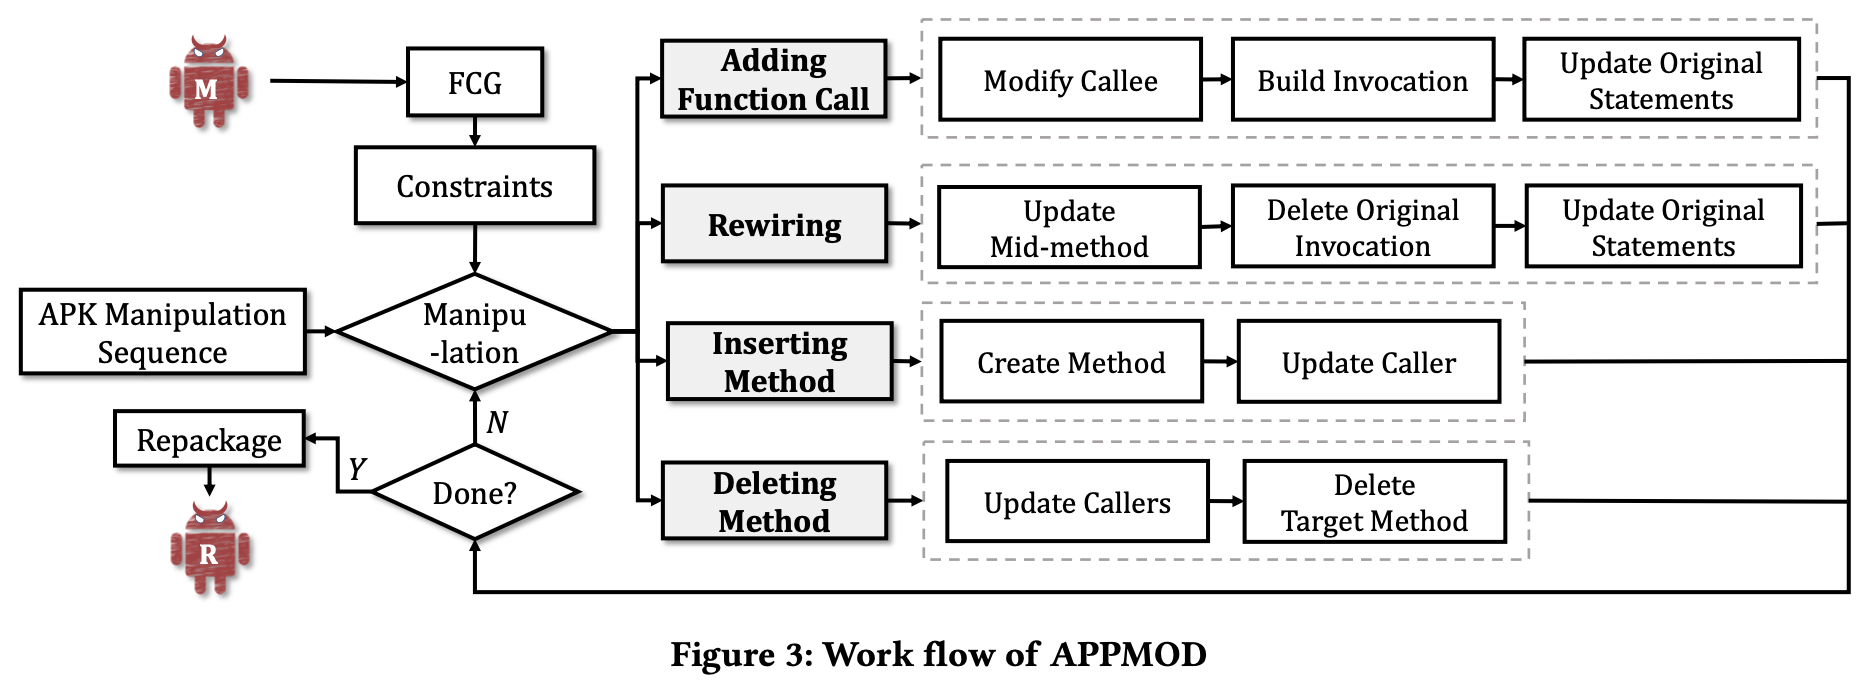 M
FCG
Constraints
APK Manipulation
Sequence
Manipu
-lation
N
Done?
Y
Repackage
R
Adding
Function Call
Modify Callee
Build Invocation
Update Original
Statements
Rewiring
Update
Mid-method
Delete Original
Invocation
Update Original
Statements
Inserting
Method
Create Method
Update Caller
Deleting
Method
Update Callers
Delete
Target Method
Figure 3: Work flow of APPMOD